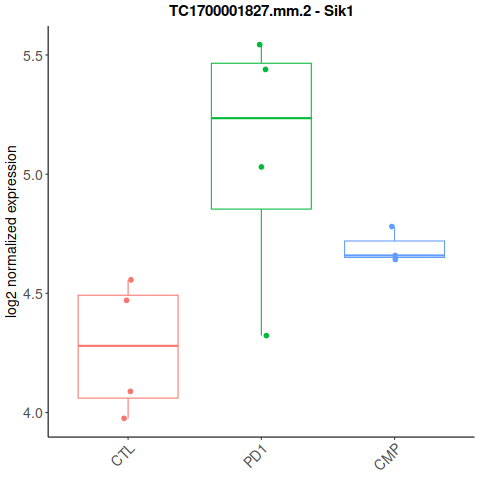 TC1700001827.mm.2 - Sik1
log2 normalized expression
5.5
5.0
4.5
4.0
CTL
PD1
CMP